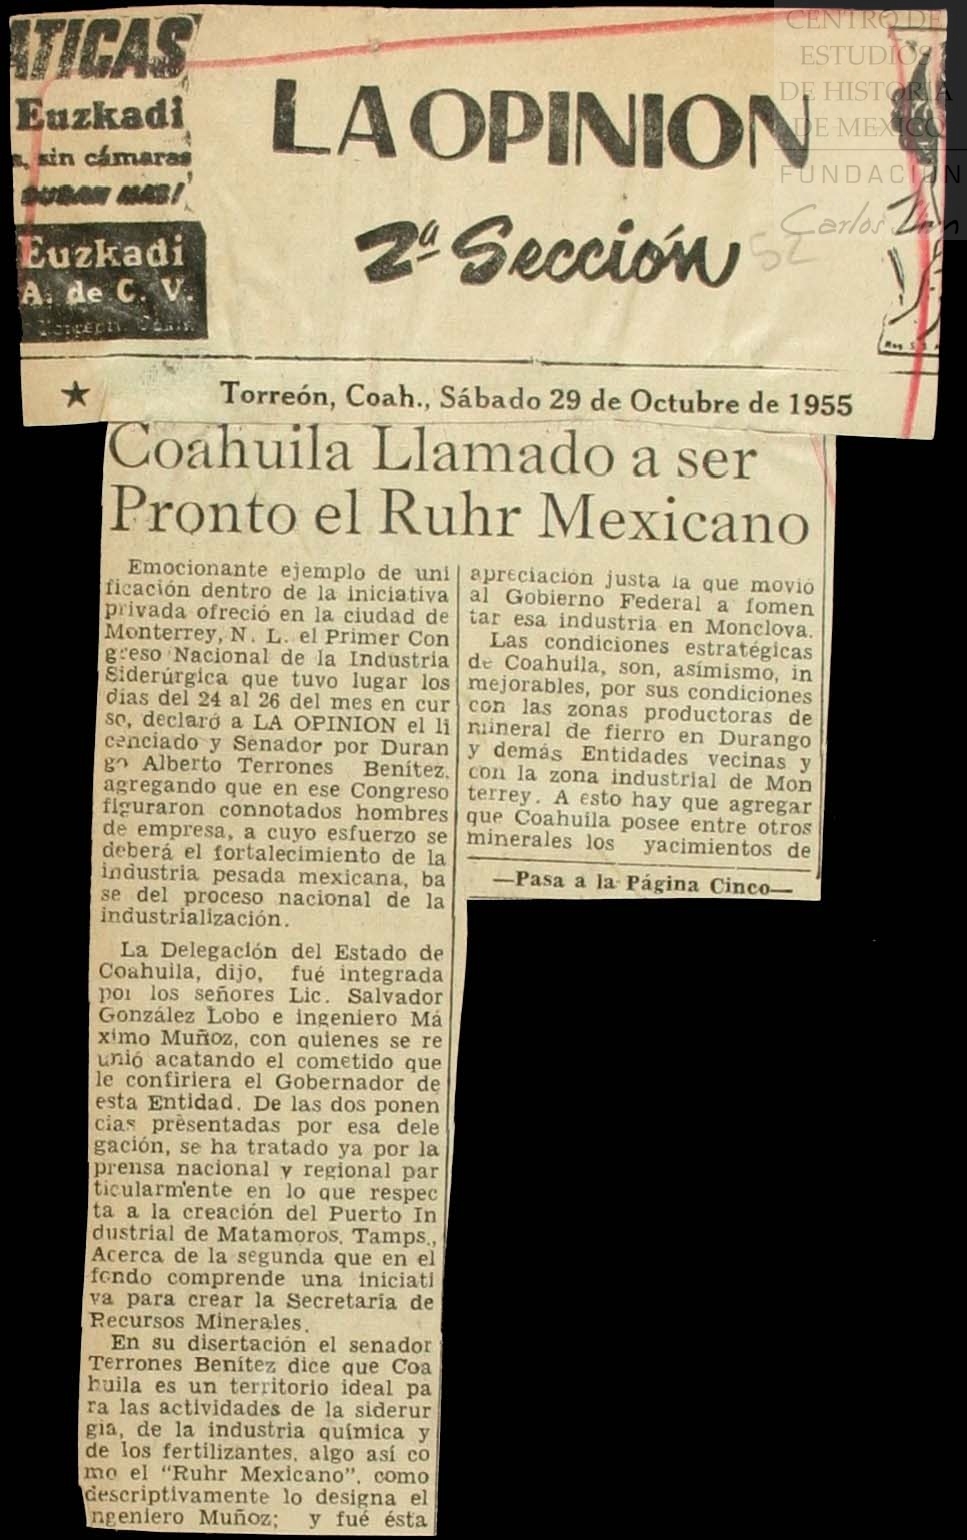 ATICAS
Euzkadi
s, sin cámaras
DURAN MAS!
Euzkadi
A. de C. V.
LA OPINION
2ª Sección
52
CENTRO DE
ESTUDIOS
DE HISTORIA
DE MEXICO
FUNDACIÓN
Carlos Slim
★ Torreón, Coah., Sábado 29 de Octubre de 1955
Coahuila Llamado a ser
Pronto el Ruhr Mexicano
Emocionante ejemplo de uni
ficación dentro de la iniciativa
privada ofreció en la ciudad de
Monterrey, N. L. el Primer Con
greso Nacional de la Industria
Siderúrgica que tuvo lugar los
días del 24 al 26 del mes en cur
so, declaró a LA OPINION el li
cenciado y Senador por Duran
go Alberto Terrones Benítez,
agregando que en ese Congreso
figuraron connotados hombres
de empresa, a cuyo esfuerzo se
deberá el fortalecimiento de la
industria pesada mexicana, ba
se del proceso nacional de la
industrialización.
La Delegación del Estado de
Coahuila, dijo, fué integrada
por los señores Lic. Salvador
González Lobo e ingeniero Má
ximo Muñoz, con quienes se re
unió acatando el cometido que
le confiriera el Gobernador de
esta Entidad. De las dos ponen
cias presentadas por esa dele
gación, se ha tratado ya por la
prensa nacional y regional par
ticularmente en lo que respec
ta a la creación del Puerto In
dustrial de Matamoros, Tamps.,
Acerca de la segunda que en el
fondo comprende una iniciati
va para crear la Secretaría de
Recursos Minerales.
En su disertación el senador
Terrones Benítez dice que Coa
huila es un territorio ideal pa
ra las actividades de la siderur
gia, de la industria química y
de los fertilizantes, algo así co
mo el "Ruhr Mexicano", como
descriptivamente lo designa el
ngeniero Muñoz; y fué ésta
apreciación justa la que movió
al Gobierno Federal a fomen
tar esa industria en Monclova.
Las condiciones estratégicas
de Coahuila, son, asímismo, in
mejorables, por sus condiciones
con las zonas productoras de
mineral de fierro en Durango
y demás Entidades vecinas y
con la zona industrial de Mon
terrey. A esto hay que agregar
que Coahuila posee entre otros
minerales los yacimientos de
—Pasa a la Página Cinco—